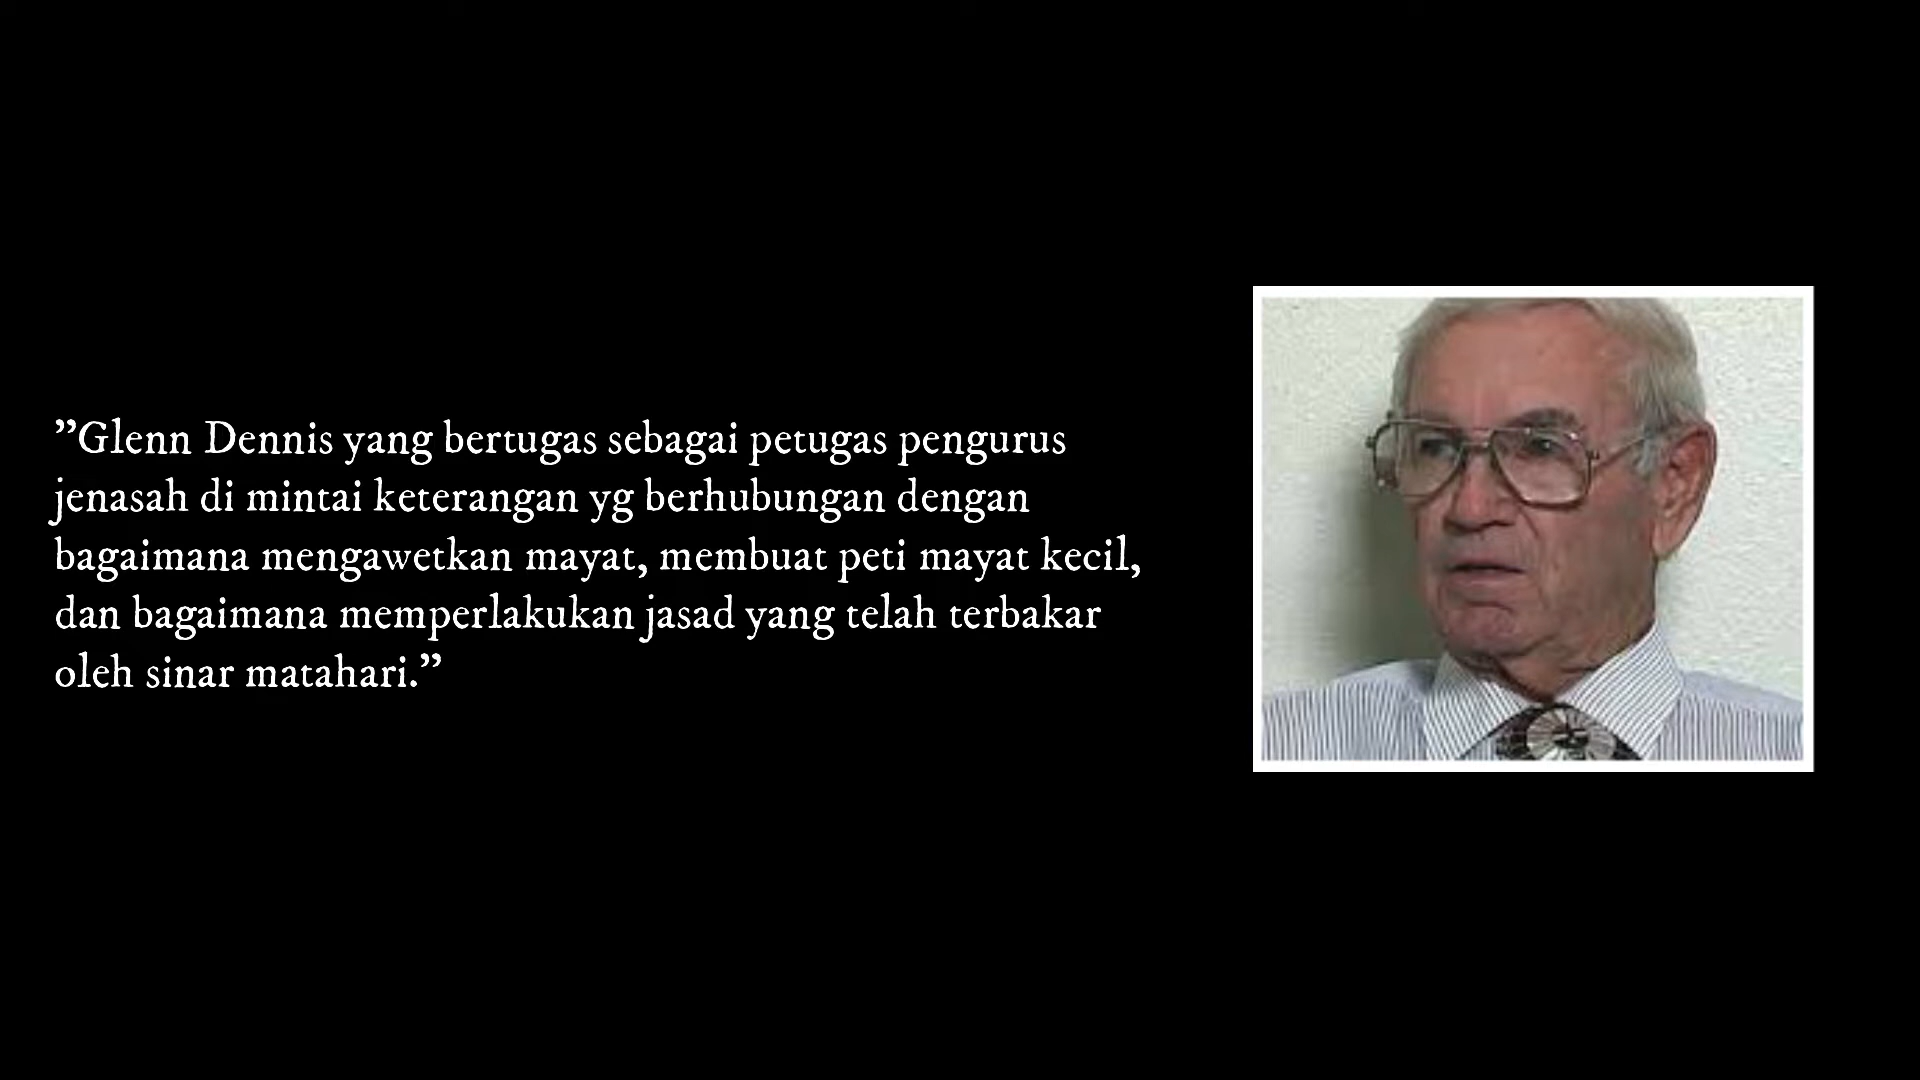 ”Glenn Dennis yang bertugas sebagai petugas pengurus
jenasah di mintai keterangan yg berhubungan dengan
bagaimana mengawetkan mayat, membuat peti mayat kecil,
dan bagaimana memperlakukan jasad yang telah terbakar
oleh sinar matahari.”